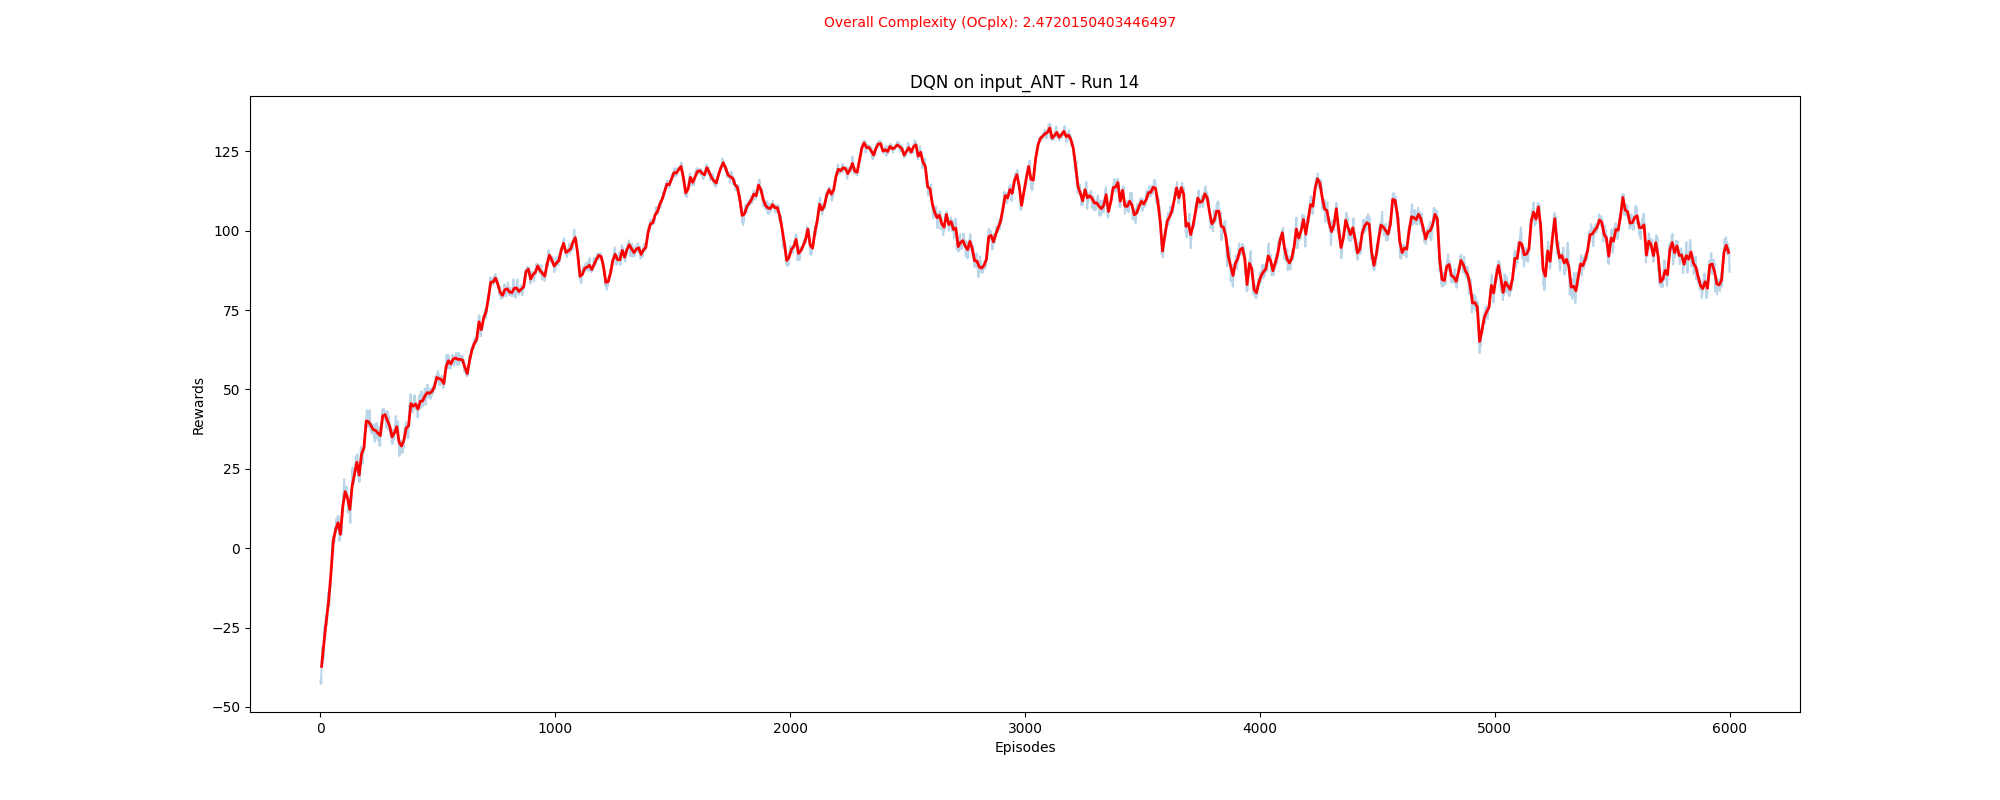 Overall Complexity (OCplx): 2.4720150403446497
DQN on input_ANT - Run 14
125
100
75
50
25
0
−25
−50
Rewards
0 1000 2000 3000 4000 5000 6000
Episodes